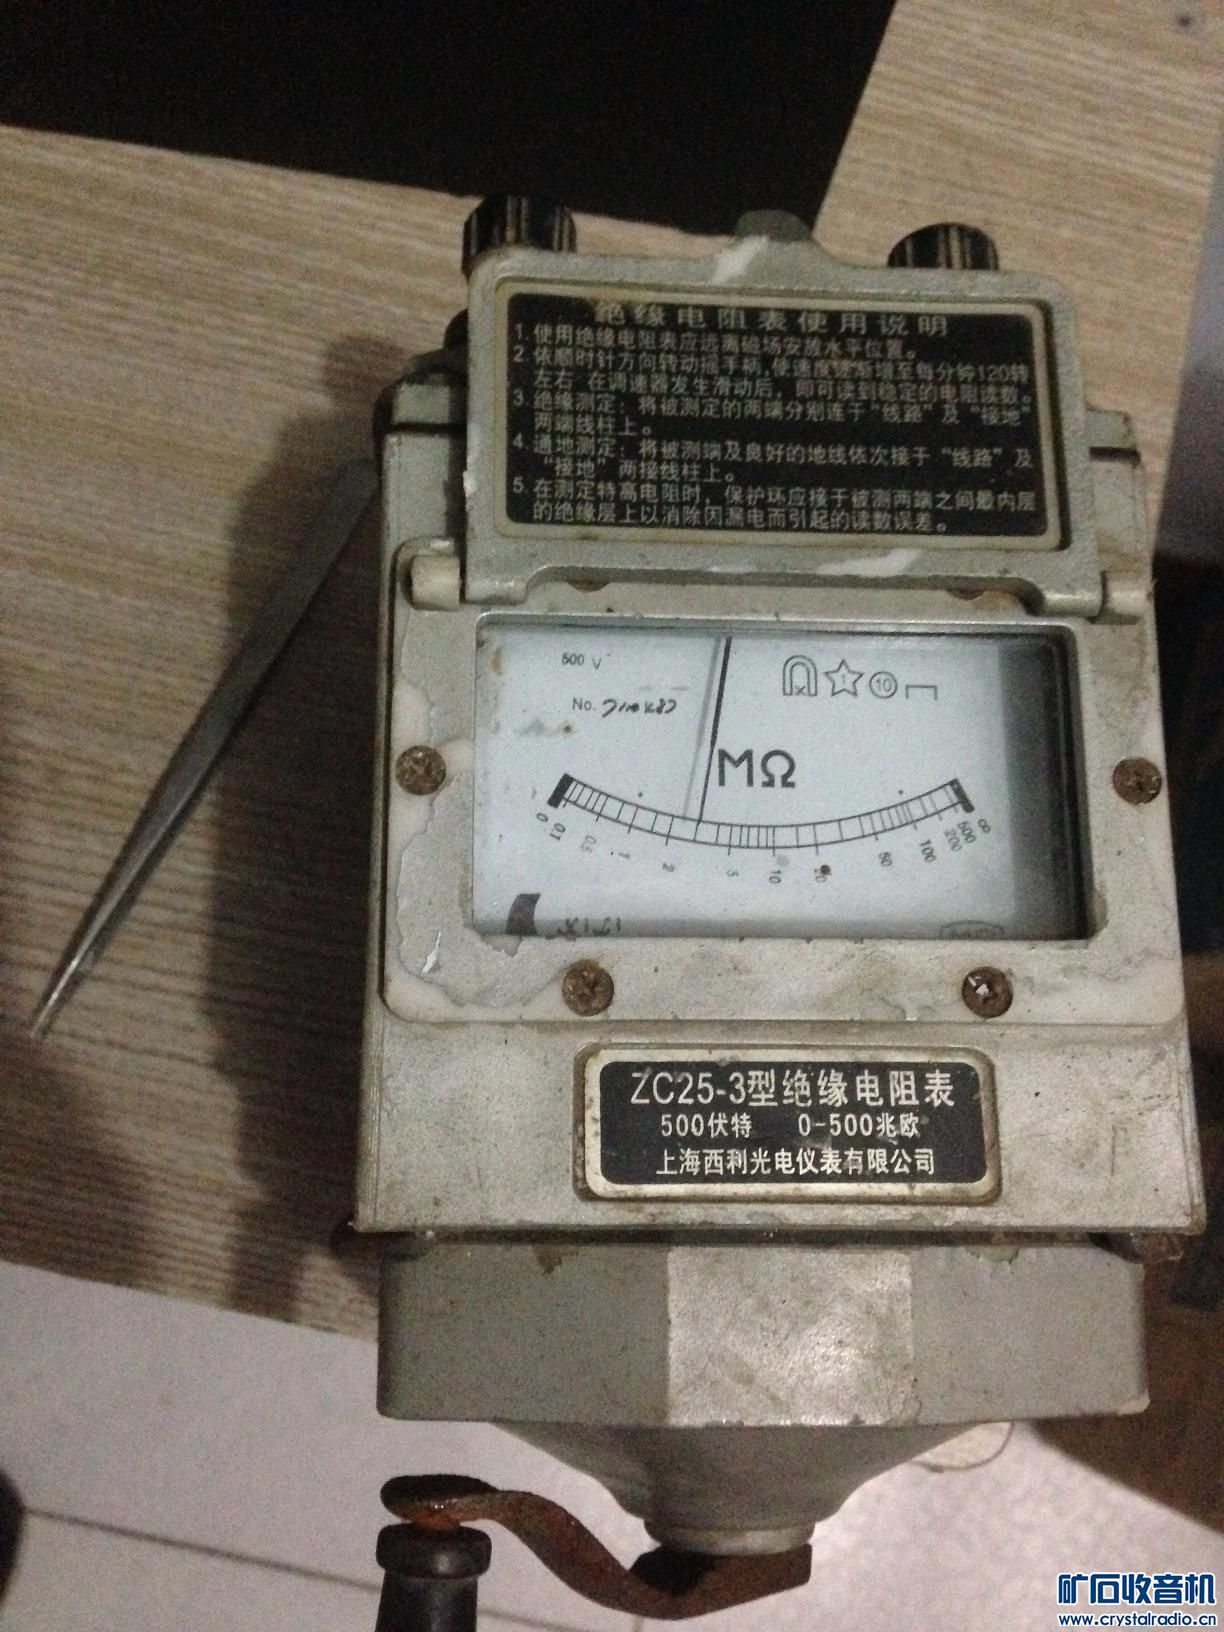 绝缘电阻表使用说明
1. 使用绝缘电阻表应远离磁场安放水平位置。
2. 依顺时针方向转动摇手柄,使速度逐渐增至每分钟120转
左右 在调速器发生滑动后，即可读到稳定的电阻读数。
3. 绝缘测定：将被测定的两端分别连于“线路”及“接地”
两端线柱上。
4. 通地测定：将被测端及良好的地线依次接于“线路”及
“接地”两接线柱上。
5. 在测定特高电阻时，保护环应接于被测两端之间最内层
的绝缘层上以消除因漏电而引起的读数误差。
500 V
1 10
No.
MΩ
0 0.1 0.5 1 2 5 10 20 50 100 200 500 ∞
ZC25-3型绝缘电阻表
500伏特 0-500兆欧
上海西利光电仪表有限公司
矿石收音机
www.crystalradio.cn